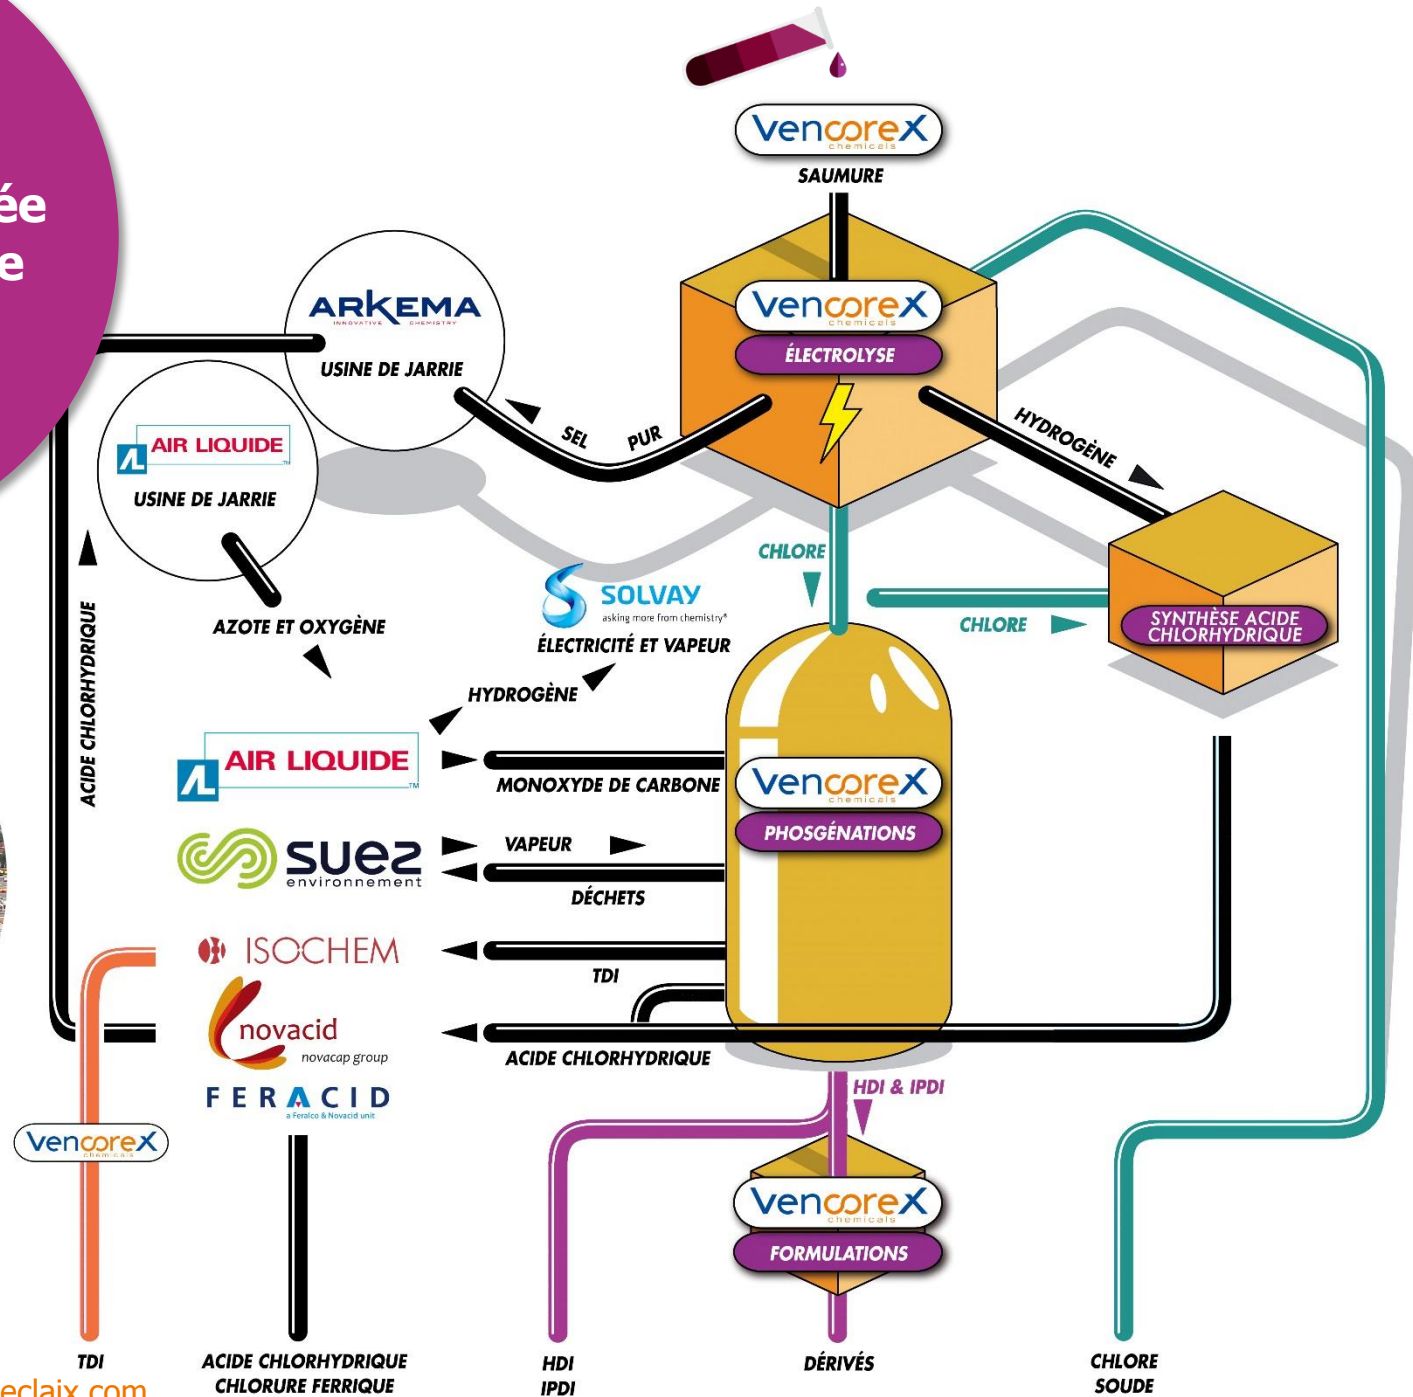 ée
e
Vencorex
chemicals
SAUMURE
ARKEMA
INNOVATIVE CHEMISTRY
USINE DE JARRIE
Vencorex
chemicals
ÉLECTROLYSE
AIR LIQUIDE
TM
USINE DE JARRIE
SEL PUR
HYDROGÈNE
CHLORE
SOLVAY
asking more from chemistry®
ÉLECTRICITÉ ET VAPEUR
AZOTE ET OXYGÈNE
CHLORE
SYNTHÈSE ACIDE
CHLORHYDRIQUE
ACIDE CHLORHYDRIQUE
HYDROGÈNE
AIR LIQUIDE
TM
MONOXYDE DE CARBONE
Vencorex
chemicals
PHOSGÉNATIONS
suez
environnement
VAPEUR
DÉCHETS
ISOCHEM
TDI
novacid
novacap group
ACIDE CHLORHYDRIQUE
FERACID
a Feralco & Novacid unit
HDI & IPDI
Vencorex
chemicals
Vencorex
chemicals
FORMULATIONS
TDI
ACIDE CHLORHYDRIQUE
CHLORURE FERRIQUE
HDI
IPDI
DÉRIVÉS
CHLORE
SOUDE
eclaix.com